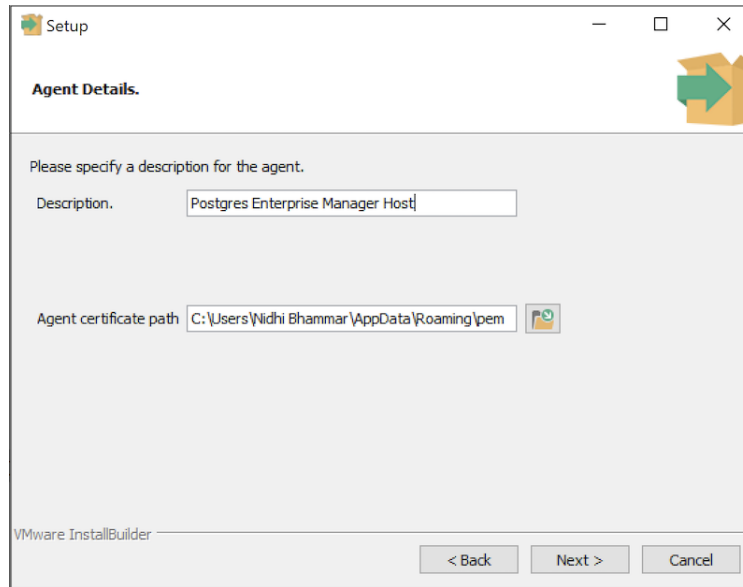 Setup
Agent Details.
Please specify a description for the agent.
Description. Postgres Enterprise Manager Host
Agent certificate path C:\Users\Nidhi Bhammar\AppData\Roaming\pem
VMware InstallBuilder
< Back Next > Cancel